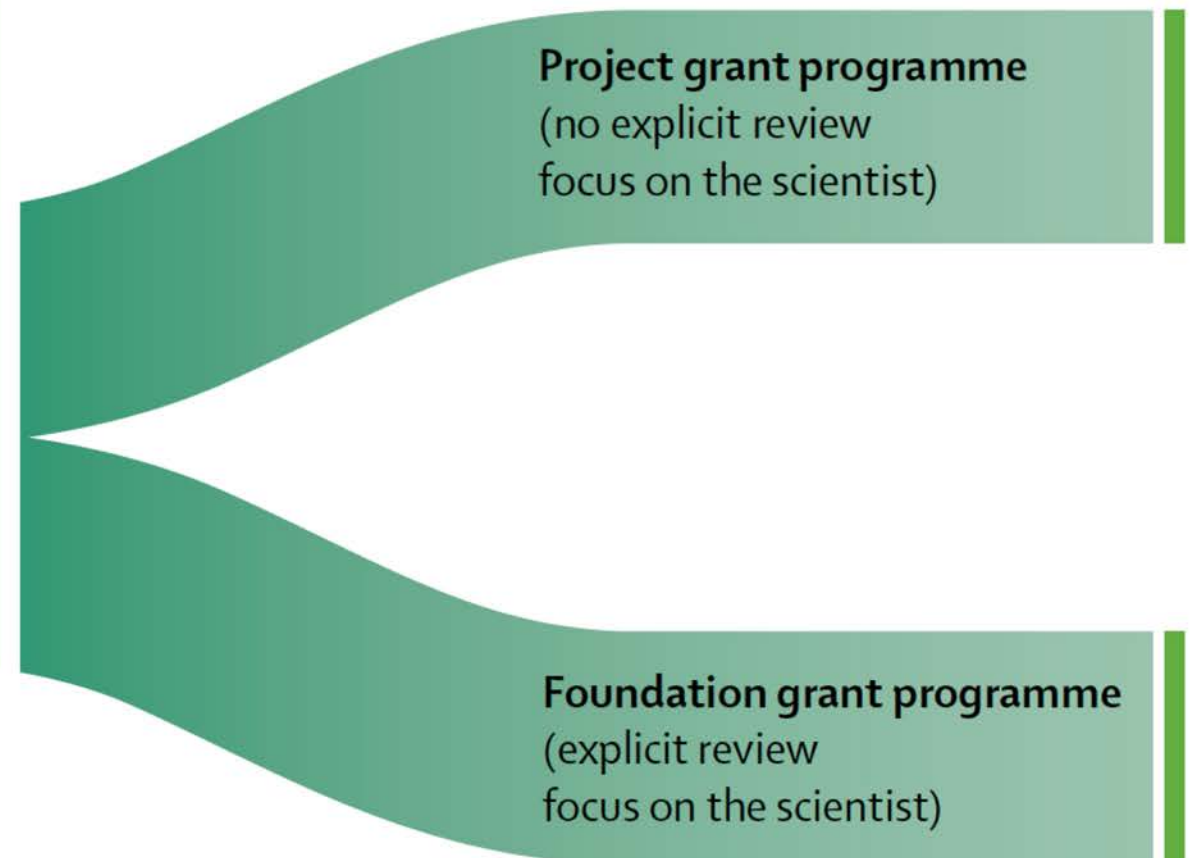 Project grant programme
(no explicit review
focus on the scientist)
Foundation grant programme
(explicit review
focus on the scientist)